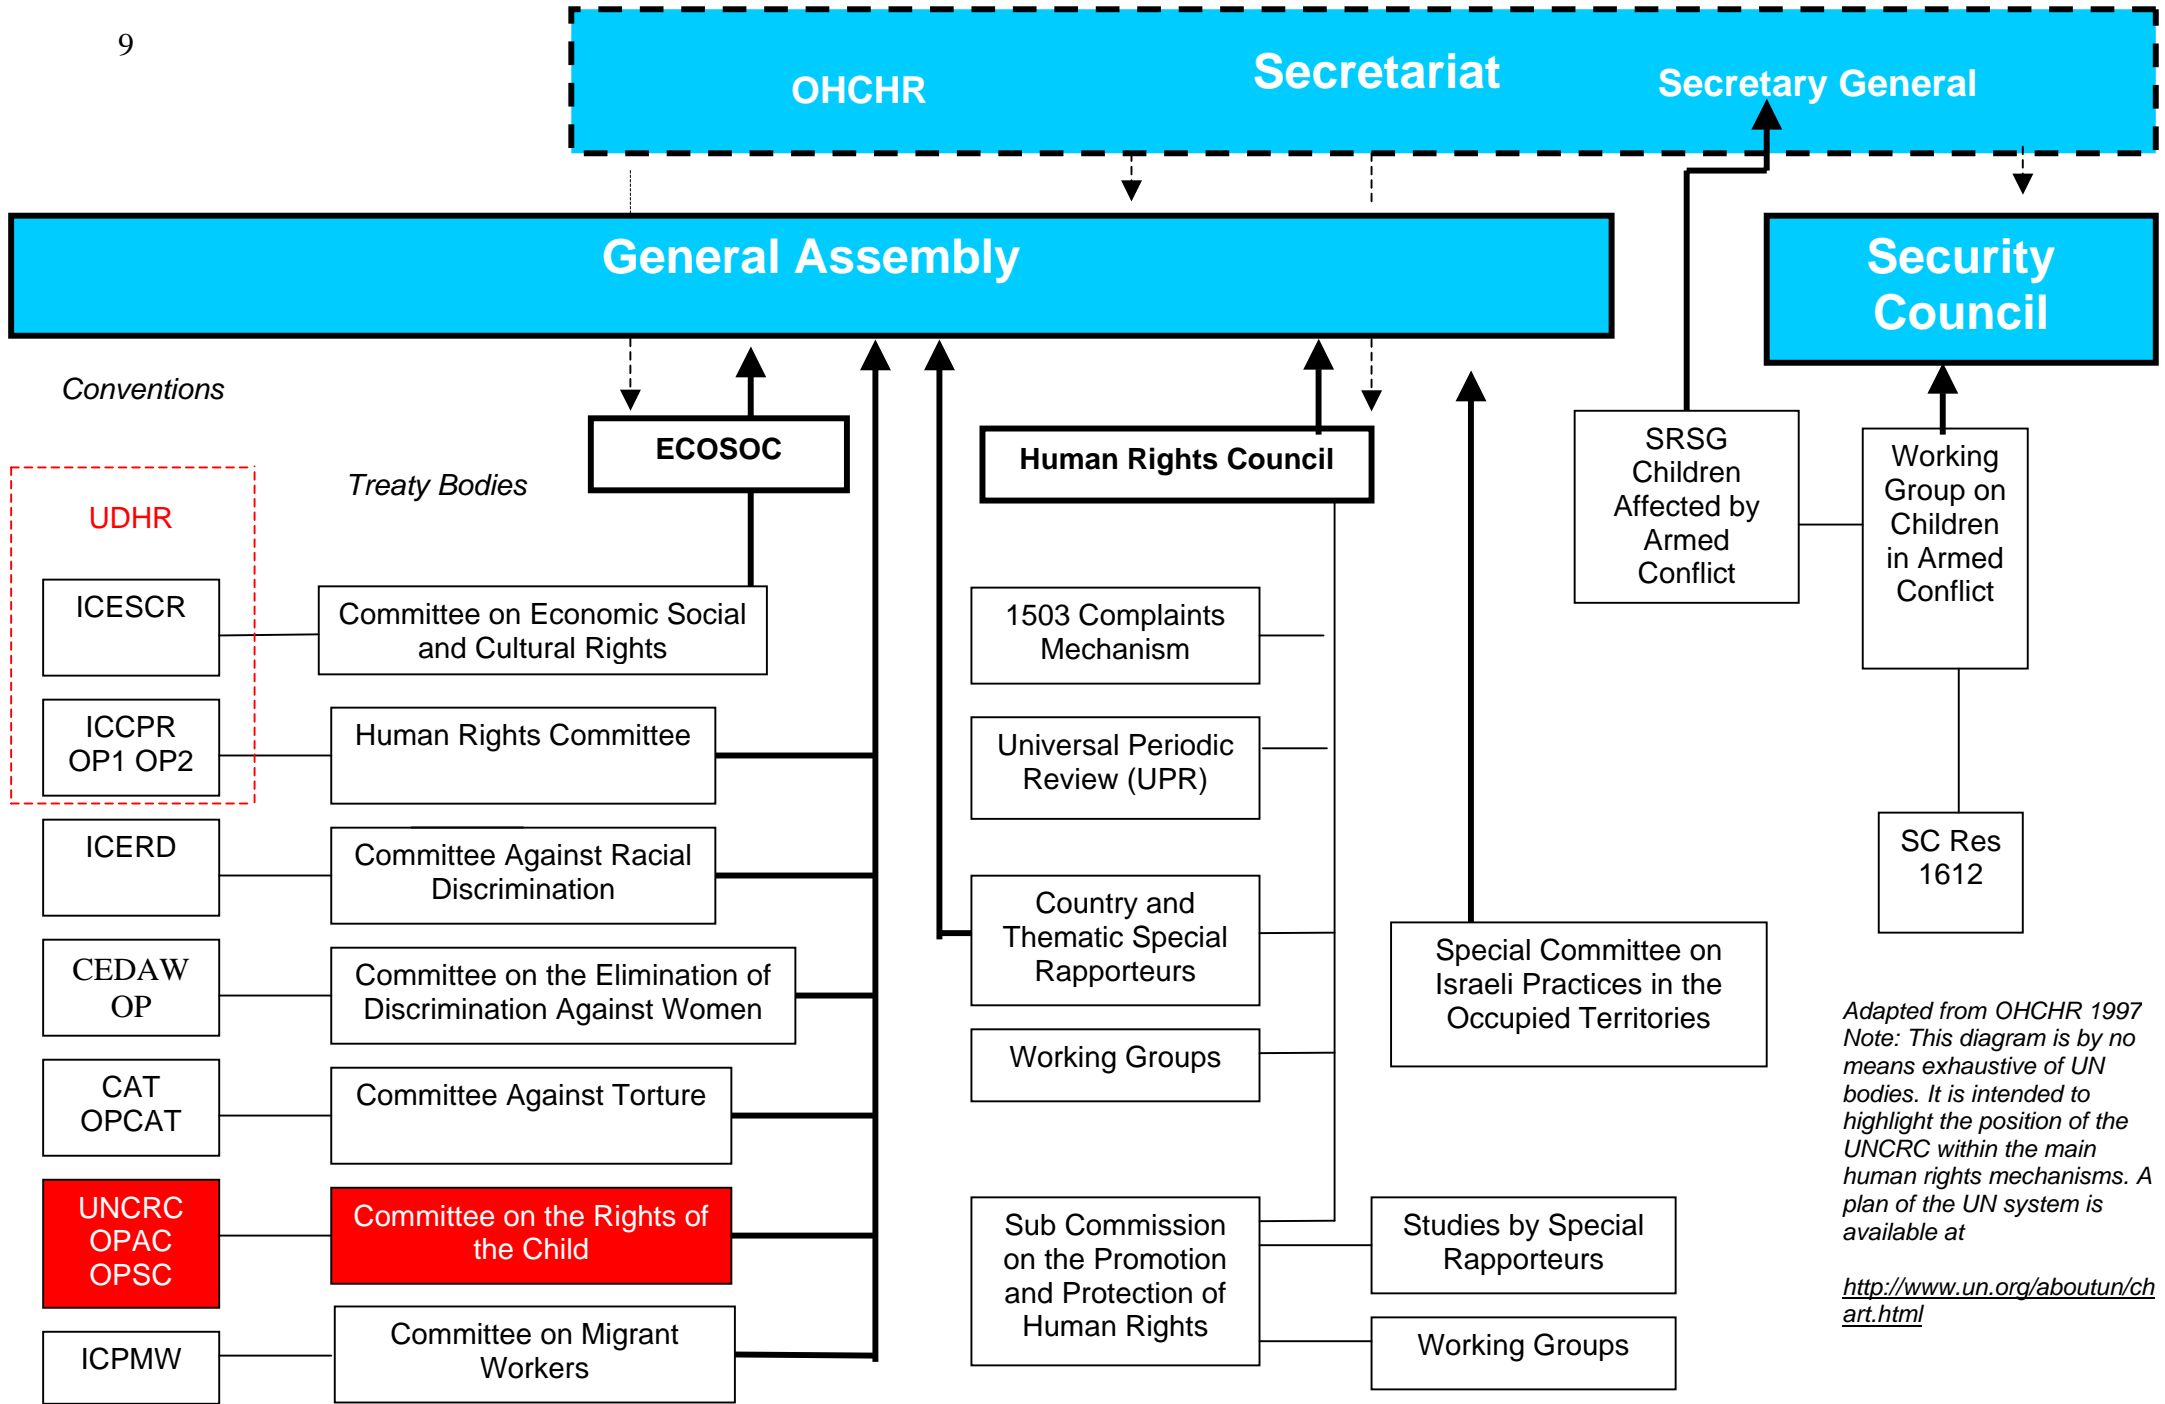 9
OHCHR
Secretariat
Secretary General
General Assembly
Security
Council
Conventions
Treaty Bodies
ECOSOC
Human Rights Council
SRSG
Children
Affected by
Armed
Conflict
Working
Group on
Children
in Armed
Conflict
SC Res
1612
UDHR
ICESCR
Committee on Economic Social
and Cultural Rights
ICCPR
OP1 OP2
Human Rights Committee
ICERD
Committee Against Racial
Discrimination
CEDAW
OP
Committee on the Elimination of
Discrimination Against Women
CAT
OPCAT
Committee Against Torture
UNCRC
OPAC
OPSC
Committee on the Rights of
the Child
ICPMW
Committee on Migrant
Workers
1503 Complaints
Mechanism
Universal Periodic
Review (UPR)
Country and
Thematic Special
Rapporteurs
Working Groups
Sub Commission
on the Promotion
and Protection of
Human Rights
Studies by Special
Rapporteurs
Working Groups
Special Committee on
Israeli Practices in the
Occupied Territories
Adapted from OHCHR 1997
Note: This diagram is by no
means exhaustive of UN
bodies. It is intended to
highlight the position of the
UNCRC within the main
human rights mechanisms. A
plan of the UN system is
available at
http://www.un.org/aboutun/ch
art.html